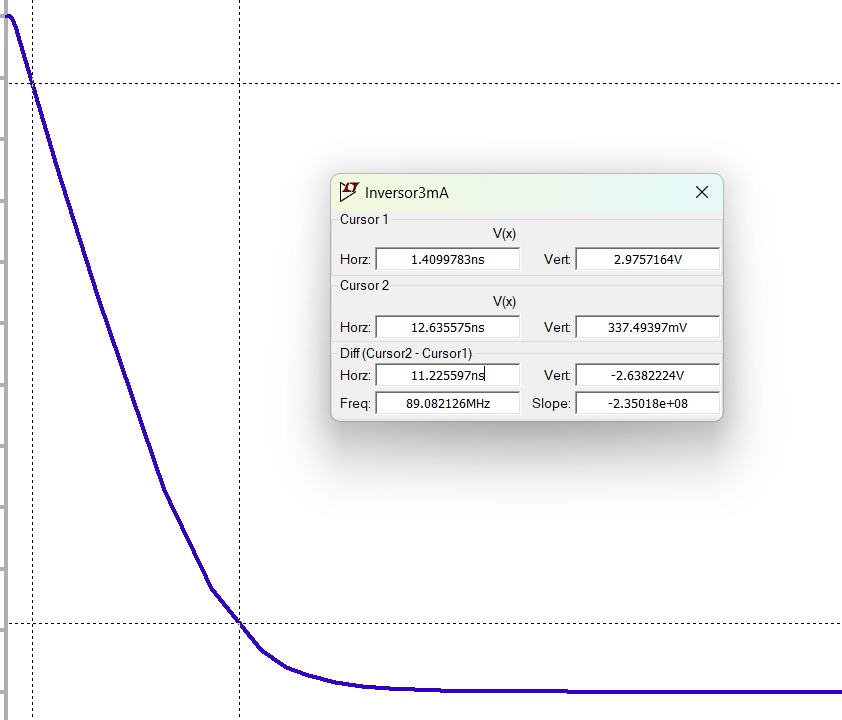 Inversor3mA
Cursor 1
V(x)
Horz: 1.4099783ns Vert: 2.9757164V
Cursor 2
V(x)
Horz: 12.635575ns Vert: 337.49397mV
Diff (Cursor2 - Cursor1)
Horz: 11.225597ns Vert: -2.6382224V
Freq: 89.082126MHz Slope: -2.35018e+08